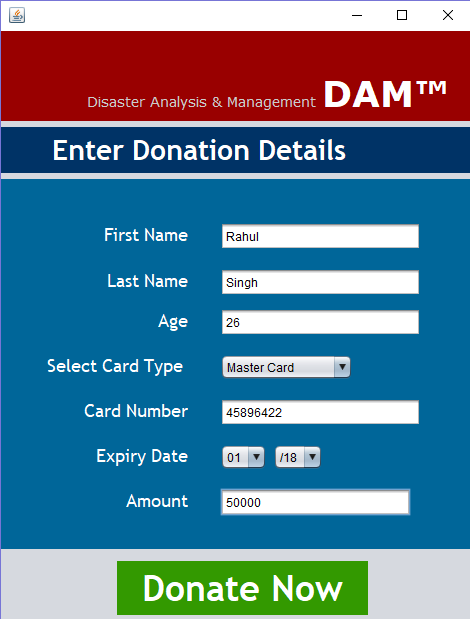 Disaster Analysis & Management DAM™
Enter Donation Details
First Name Rahul
Last Name Singh
Age 26
Select Card Type Master Card
Card Number 45896422
Expiry Date 01 /18
Amount 50000
Donate Now